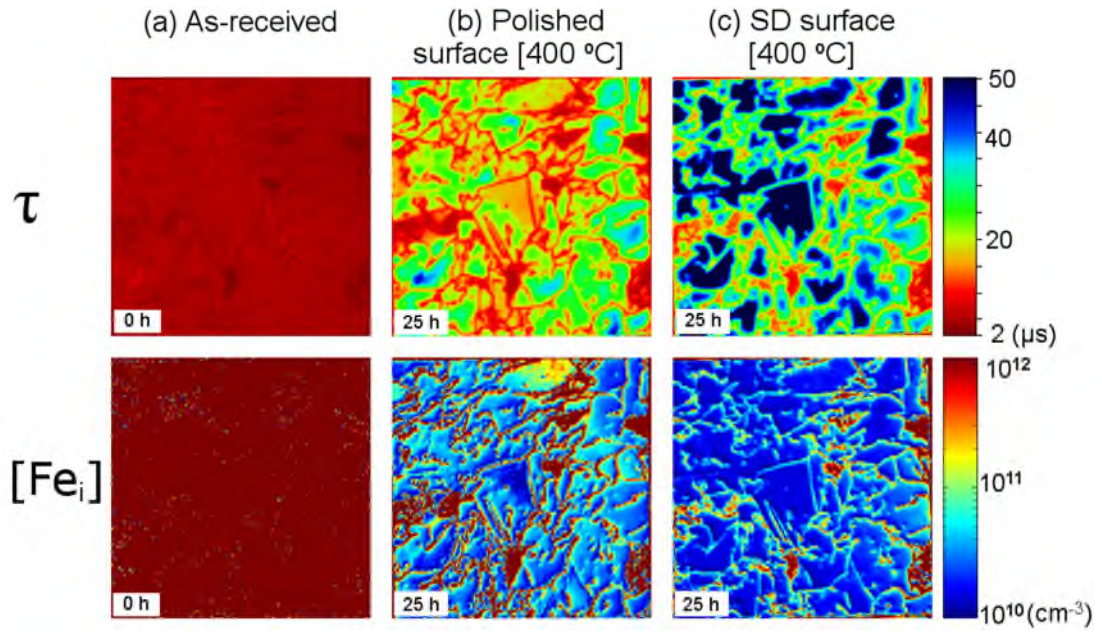 (a) As-received
(b) Polished
surface [400 ºC]
(c) SD surface
[400 ºC]
τ
0 h
25 h
25 h
50
40
20
2 (μs)
[Feᵢ]
0 h
25 h
25 h
10¹²
10¹¹
10¹⁰ (cm⁻³)